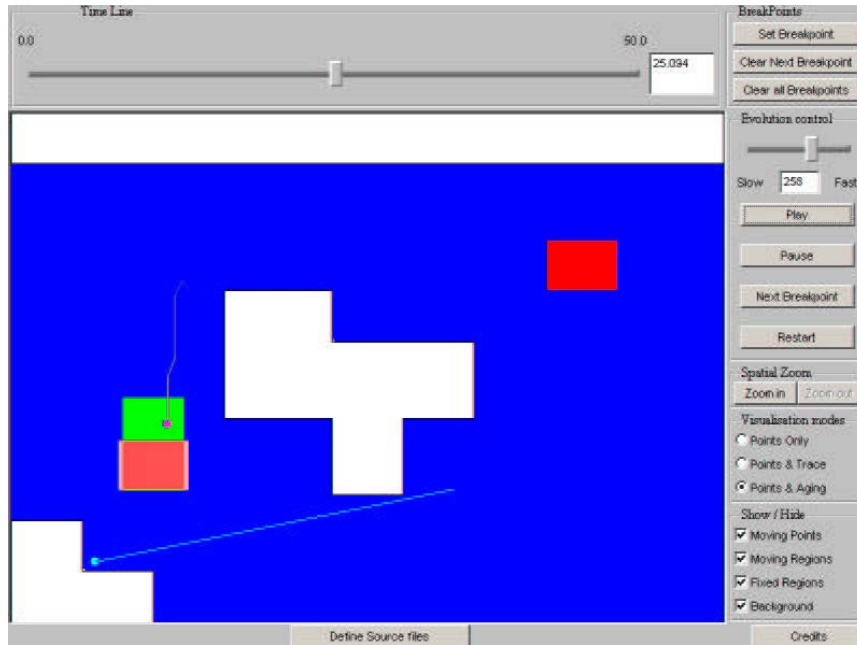 Time Line
0.0
50.0
25.094
BreakPoints
Set Breakpoint
Clear Next Breakpoint
Clear all Breakpoints
Evolution control
Slow 258 Fast
Play
Pause
Next Breakpoint
Restart
Spatial Zoom
Zoom in Zoom out
Visualisation modes
Points Only
Points & Trace
Points & Aging
Show / Hide
Moving Points
Moving Regions
Fixed Regions
Background
Define Source files
Credits